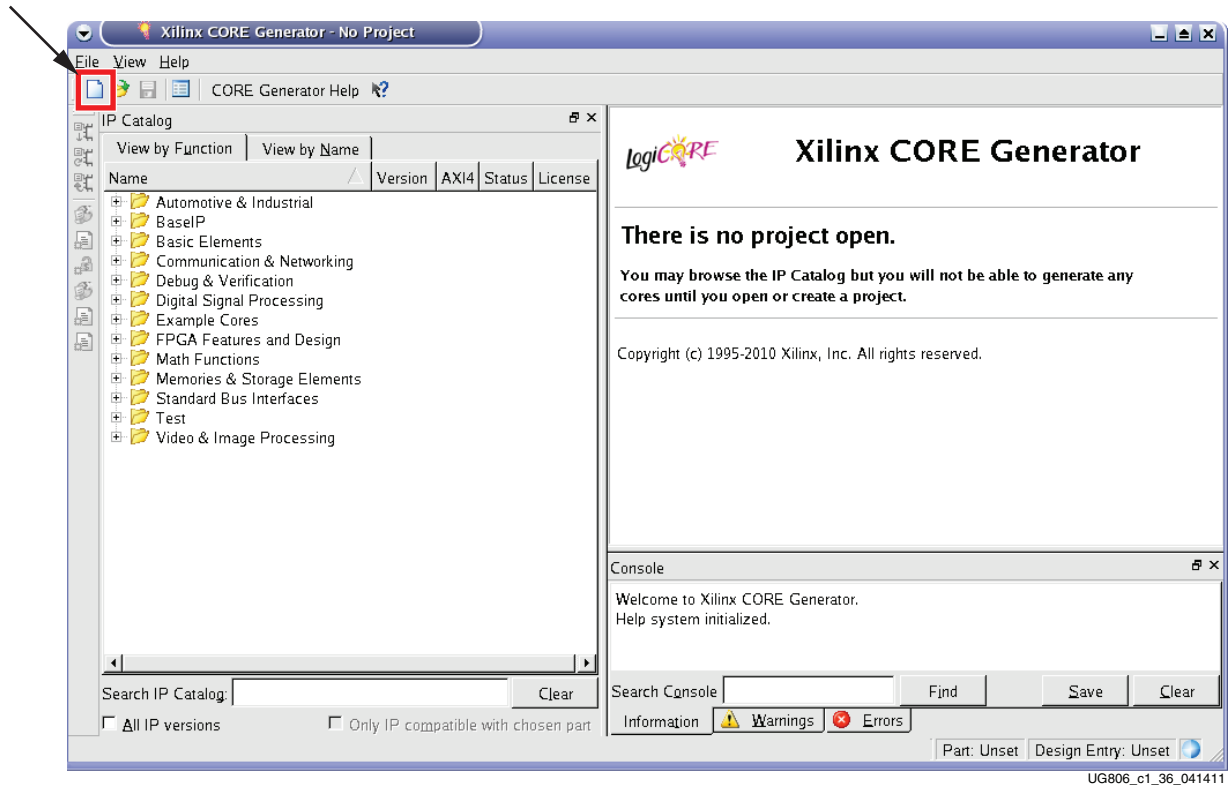 Xilinx CORE Generator - No Project
File View Help
CORE Generator Help
IP Catalog
View by Function View by Name
Name Version AXI4 Status License
Automotive & Industrial
BaseIP
Basic Elements
Communication & Networking
Debug & Verification
Digital Signal Processing
Example Cores
FPGA Features and Design
Math Functions
Memories & Storage Elements
Standard Bus Interfaces
Test
Video & Image Processing
Search IP Catalog: Clear
All IP versions Only IP compatible with chosen part
LogiCORE Xilinx CORE Generator
There is no project open.
You may browse the IP Catalog but you will not be able to generate any
cores until you open or create a project.
Copyright (c) 1995-2010 Xilinx, Inc. All rights reserved.
Console
Welcome to Xilinx CORE Generator.
Help system initialized.
Search Console Find Save Clear
Information Warnings Errors
Part: Unset Design Entry: Unset
UG806_c1_36_041411